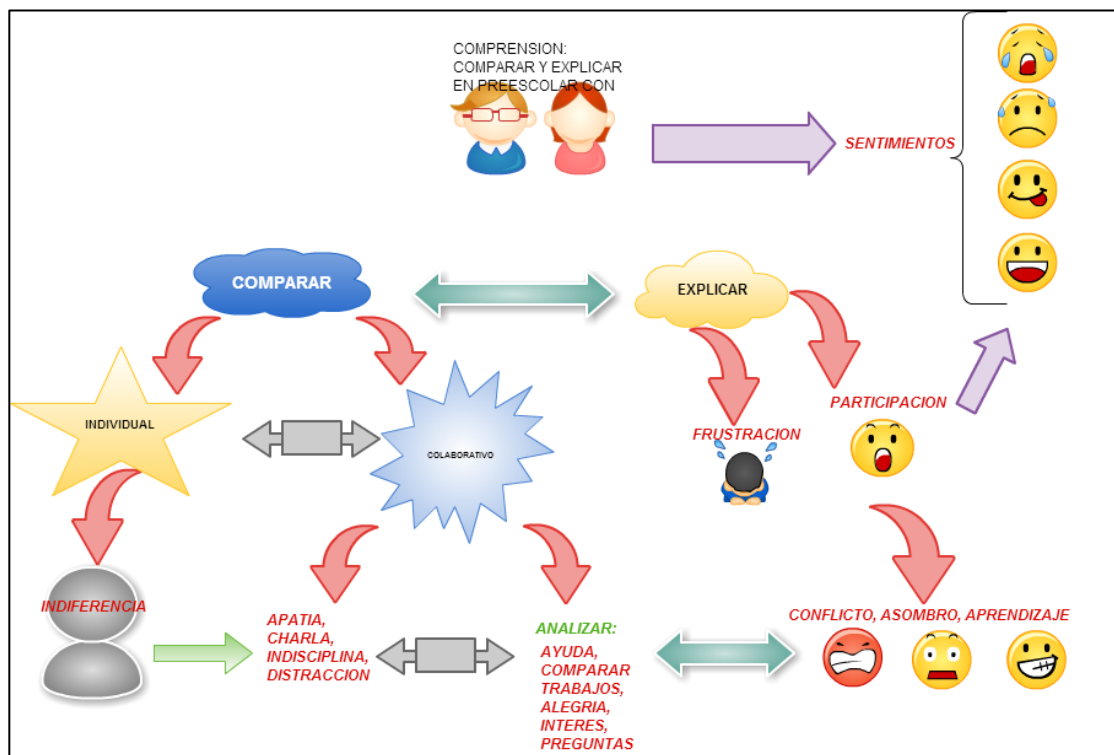 COMPRENSION:
COMPARAR Y EXPLICAR
EN PREESCOLAR CON
SENTIMIENTOS
COMPARAR
EXPLICAR
INDIVIDUAL
COLABORATIVO
FRUSTRACION
PARTICIPACION
INDIFERENCIA
APATIA,
CHARLA,
INDISCIPLINA,
DISTRACCION
ANALIZAR:
AYUDA,
COMPARAR
TRABAJOS,
ALEGRIA,
INTERES,
PREGUNTAS
CONFLICTO, ASOMBRO, APRENDIZAJE